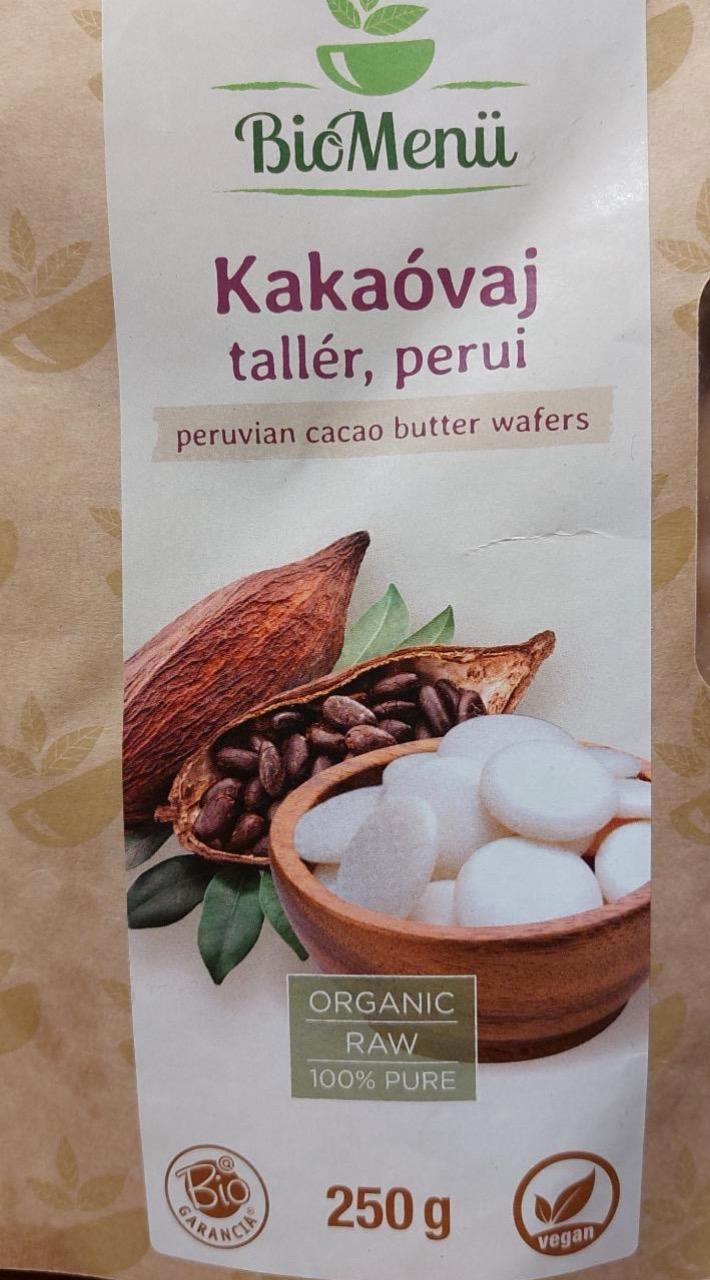 BioMenü
Kakaóvaj
tallér, perui
peruvian cacao butter wafers
ORGANIC
RAW
100% PURE
Bio
GARANCIA®
250 g
vegan